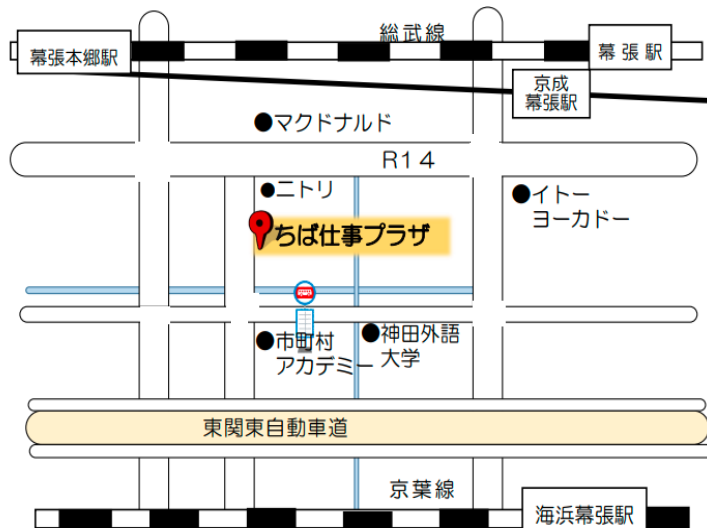 総武線
幕張本郷駅
幕張駅
京成
幕張駅
●マクドナルド
R14
●ニトリ
●イトー
ヨーカドー
ちば仕事プラザ
●市町村
アカデミー
●神田外語
大学
東関東自動車道
京葉線
海浜幕張駅